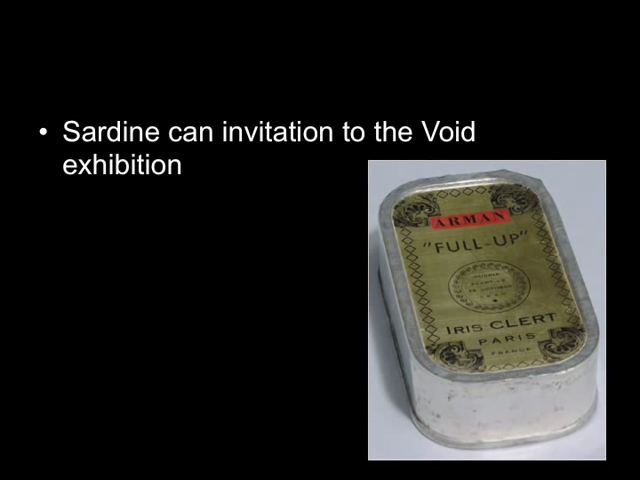 • Sardine can invitation to the Void
exhibition
ARMAN
"FULL-UP"
IRIS CLERT
PARIS
FRANCE